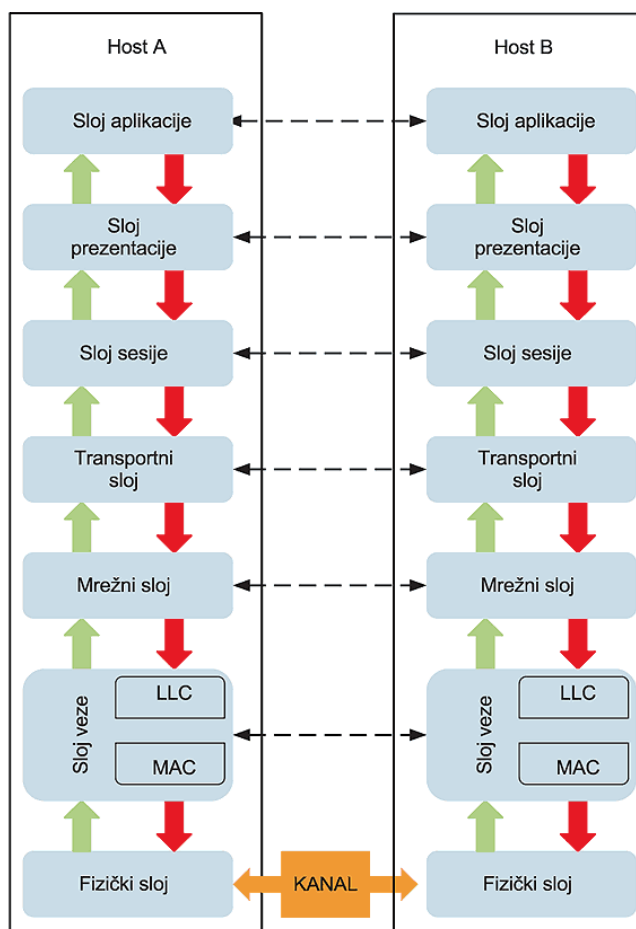 Host A
Host B
Sloj aplikacije
Sloj aplikacije
Sloj
prezentacije
Sloj
prezentacije
Sloj sesije
Sloj sesije
Transportni
sloj
Transportni
sloj
Mrežni sloj
Mrežni sloj
Sloj veze
LLC
MAC
Sloj veze
LLC
MAC
Fizički sloj
KANAL
Fizički sloj